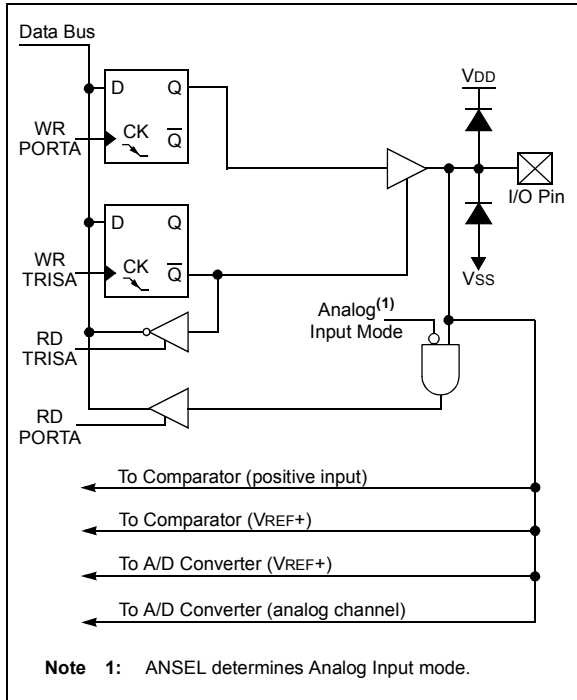 Data Bus
D Q
VDD
WR
PORTA
CK
Q
I/O Pin
D Q
WR
TRISA
CK
Q
VSS
Analog(1)
Input Mode
RD
TRISA
RD
PORTA
To Comparator (positive input)
To Comparator (VREF+)
To A/D Converter (VREF+)
To A/D Converter (analog channel)
Note 1: ANSEL determines Analog Input mode.